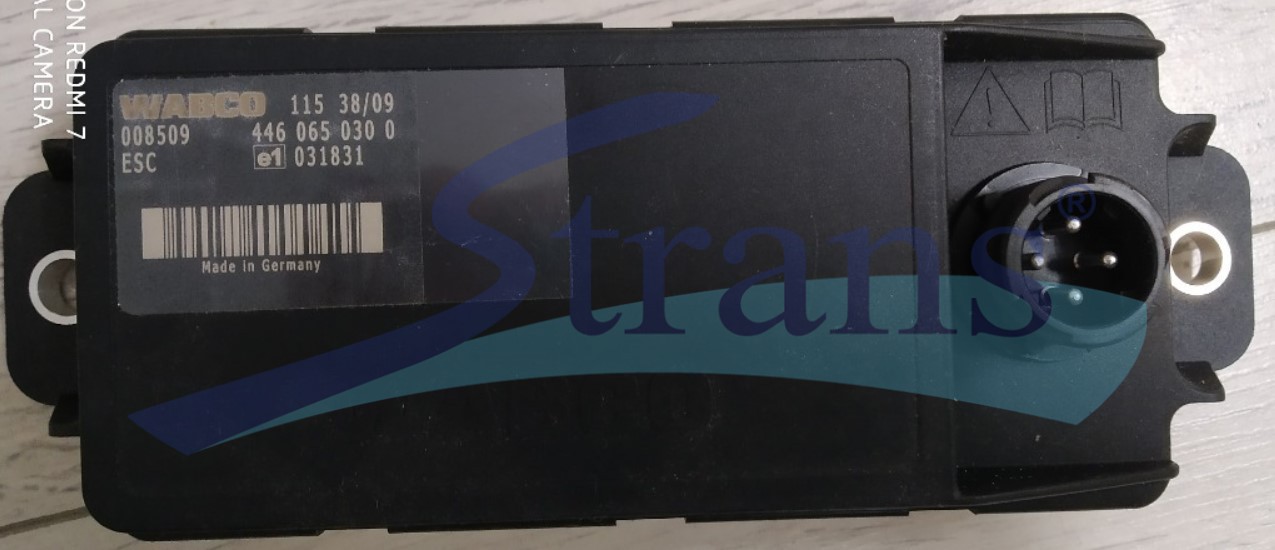 ON REDMI 7
AL CAMERA
WABCO 115 38/09
008509 446 065 030 0
ESC e1 031831
Made in Germany
Strans®